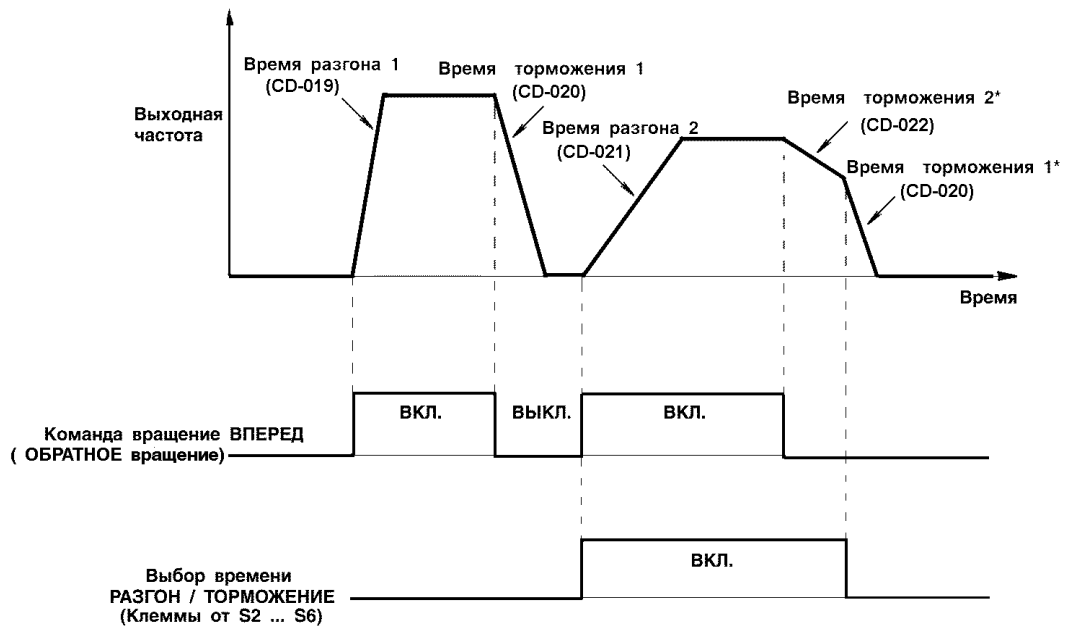 Время разгона 1
(CD-019)
Время торможения 1
(CD-020)
Время торможения 2*
(CD-022)
Выходная
частота
Время разгона 2
(CD-021)
Время торможения 1*
(CD-020)
Время
ВКЛ.
ВЫКЛ.
ВКЛ.
Команда вращение ВПЕРЕД
( ОБРАТНОЕ вращение)
ВКЛ.
Выбор времени
РАЗГОН / ТОРМОЖЕНИЕ
(Клеммы от S2 ... S6)